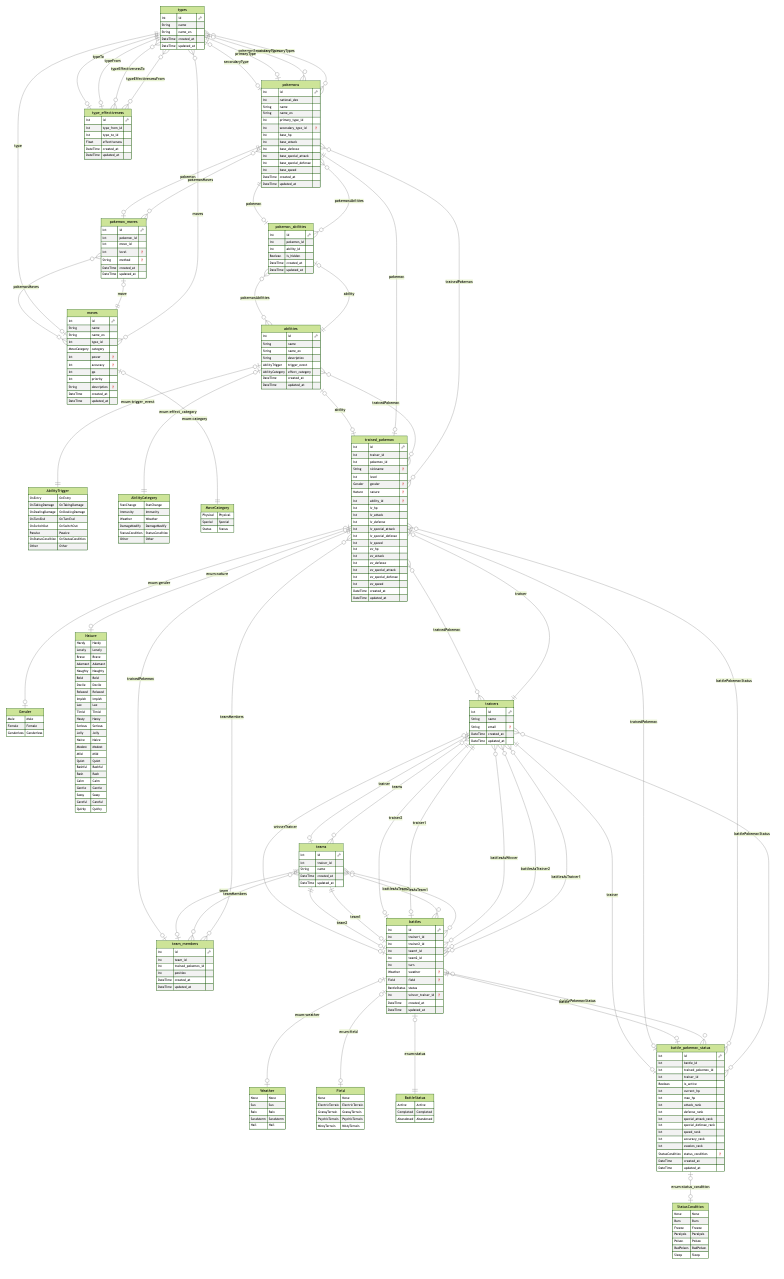 types
Int id
String name
String name_en
DateTime created_at
DateTime updated_at
typeTo
typeFrom
typeEffectivenessTo
typeEffectivenessFrom
primaryType
secondaryType
type
moves
type_effectiveness
Int id
Int type_from_id
Int type_to_id
Float effectiveness
DateTime created_at
DateTime updated_at
pokemons
Int id
Int national_dex
String name
String name_en
Int primary_type_id
Int secondary_type_id ?
Int base_hp
Int base_attack
Int base_defense
Int base_special_attack
Int base_special_defense
Int base_speed
DateTime created_at
DateTime updated_at
pokemon
pokemonMoves
pokemon
pokemonAbilities
pokemon
trainedPokemon
pokemon_moves
Int id
Int pokemon_id
Int move_id
Int level ?
String method ?
DateTime created_at
DateTime updated_at
pokemonMoves
move
pokemon_abilities
Int id
Int pokemon_id
Int ability_id
Boolean is_hidden
DateTime created_at
DateTime updated_at
pokemonAbilities
ability
moves
Int id
String name
String name_en
Int type_id
MoveCategory category
Int power ?
Int accuracy ?
Int pp
Int priority
String description ?
DateTime created_at
DateTime updated_at
abilities
Int id
String name
String name_en
String description
AbilityTrigger trigger_event
AbilityCategory effect_category
DateTime created_at
DateTime updated_at
enum:trigger_event
enum:effect_category
enum:category
ability
trainedPokemon
AbilityTrigger
OnEntry OnEntry
OnTakingDamage OnTakingDamage
OnDealingDamage OnDealingDamage
OnTurnEnd OnTurnEnd
OnSwitchOut OnSwitchOut
Passive Passive
OnStatusCondition OnStatusCondition
Other Other
AbilityCategory
StatChange StatChange
Immunity Immunity
Weather Weather
DamageModify DamageModify
StatusCondition StatusCondition
Other Other
MoveCategory
Physical Physical
Special Special
Status Status
trained_pokemon
Int id
Int trainer_id
Int pokemon_id
String nickname ?
Int level
Gender gender ?
Nature nature ?
Int ability_id ?
Int iv_hp
Int iv_attack
Int iv_defense
Int iv_special_attack
Int iv_special_defense
Int iv_speed
Int ev_hp
Int ev_attack
Int ev_defense
Int ev_special_attack
Int ev_special_defense
Int ev_speed
DateTime created_at
DateTime updated_at
enum:gender
enum:nature
trainedPokemon
teamMembers
trainedPokemon
trainer
trainedPokemon
battlePokemonStatus
Gender
Male Male
Female Female
Genderless Genderless
Nature
Hardy Hardy
Lonely Lonely
Brave Brave
Adamant Adamant
Naughty Naughty
Bold Bold
Docile Docile
Relaxed Relaxed
Impish Impish
Lax Lax
Timid Timid
Hasty Hasty
Serious Serious
Jolly Jolly
Naive Naive
Modest Modest
Mild Mild
Quiet Quiet
Bashful Bashful
Rash Rash
Calm Calm
Gentle Gentle
Sassy Sassy
Careful Careful
Quirky Quirky
trainers
Int id
String name
String email ?
DateTime created_at
DateTime updated_at
winnerTrainer
trainer
teams
trainer2
trainer1
battlesAsWinner
battlesAsTrainer2
battlesAsTrainer1
trainer
battlePokemonStatus
teams
Int id
Int trainer_id
String name
DateTime created_at
DateTime updated_at
team
teamMembers
team2
team1
battlesAsTeam1
team_members
Int id
Int team_id
Int trained_pokemon_id
Int position
DateTime created_at
DateTime updated_at
battles
Int id
Int trainer1_id
Int trainer2_id
Int team1_id
Int team2_id
Int turn
Weather weather ?
Field field ?
BattleStatus status
Int winner_trainer_id ?
DateTime created_at
DateTime updated_at
enum:weather
enum:field
enum:status
battle
battlePokemonStatus
Weather
None None
Sun Sun
Rain Rain
Sandstorm Sandstorm
Hail Hail
Field
None None
ElectricTerrain ElectricTerrain
GrassyTerrain GrassyTerrain
PsychicTerrain PsychicTerrain
MistyTerrain MistyTerrain
BattleStatus
Active Active
Completed Completed
Abandoned Abandoned
battle_pokemon_status
Int id
Int battle_id
Int trained_pokemon_id
Int trainer_id
Boolean is_active
Int current_hp
Int max_hp
Int attack_rank
Int defense_rank
Int special_attack_rank
Int special_defense_rank
Int speed_rank
Int accuracy_rank
Int evasion_rank
StatusCondition status_condition ?
DateTime created_at
DateTime updated_at
enum:status_condition
StatusCondition
None None
Burn Burn
Freeze Freeze
Paralysis Paralysis
Poison Poison
BadPoison BadPoison
Sleep Sleep